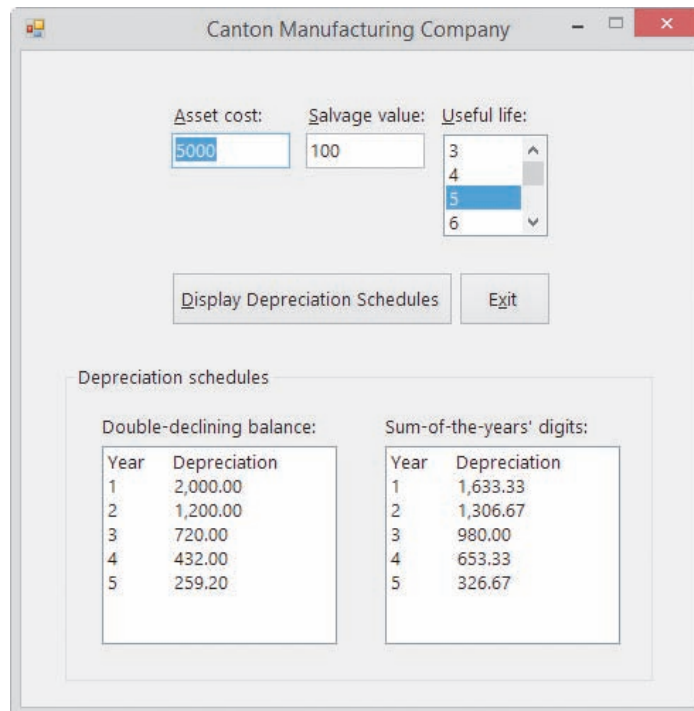 Canton Manufacturing Company
Asset cost: Salvage value: Useful life:
5000 100 3
4
5
6
Display Depreciation Schedules Exit
Depreciation schedules
Double-declining balance:
Year Depreciation
1 2,000.00
2 1,200.00
3 720.00
4 432.00
5 259.20
Sum-of-the-years' digits:
Year Depreciation
1 1,633.33
2 1,306.67
3 980.00
4 653.33
5 326.67